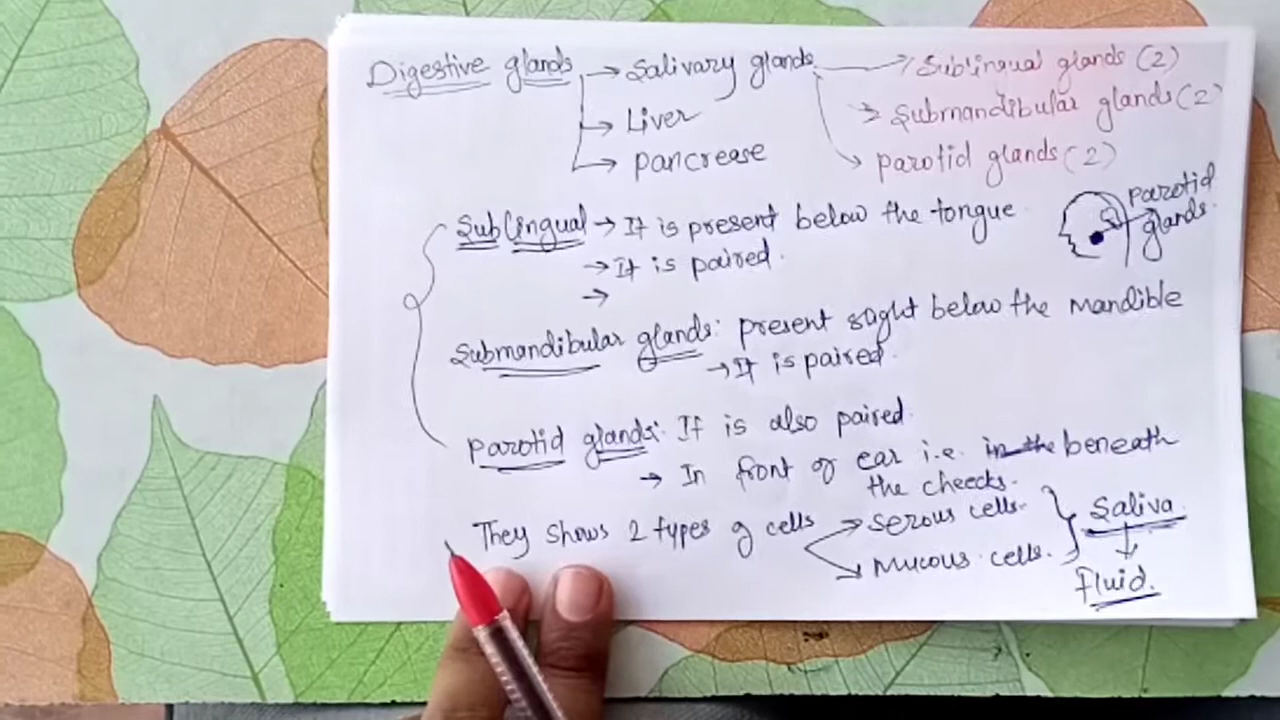 Digestive glands → Salivary glands → Sublingual glands (2)
→ Liver → Submandibular glands (2)
→ pancrease → parotid glands (2)
Sublingual → It is present below the tongue
→ It is paired.
→
parotid glands.
Submandibular glands: present below the mandible
→ It is paired.
parotid glands: It is also paired.
→ In front of ear i.e. in the beneath
the cheecks.
They shows 2 types of cells → serous cells. } Saliva
→ Mucous cells. ↓
fluid.